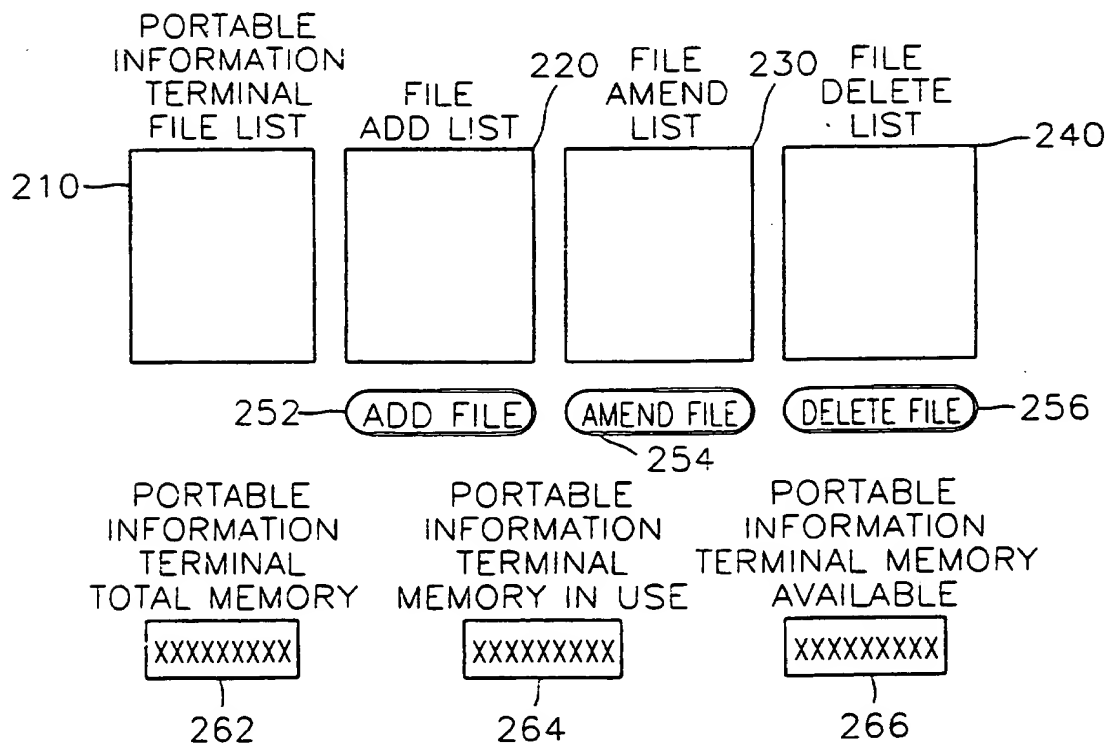 PORTABLE
INFORMATION
TERMINAL
FILE LIST
FILE
ADD LIST
220
FILE
AMEND
LIST
230
FILE
DELETE
LIST
240
210
252
ADD FILE
AMEND FILE
254
DELETE FILE
256
PORTABLE
INFORMATION
TERMINAL
TOTAL MEMORY
XXXXXXXXX
262
PORTABLE
INFORMATION
TERMINAL
MEMORY IN USE
XXXXXXXXX
264
PORTABLE
INFORMATION
TERMINAL MEMORY
AVAILABLE
XXXXXXXXX
266